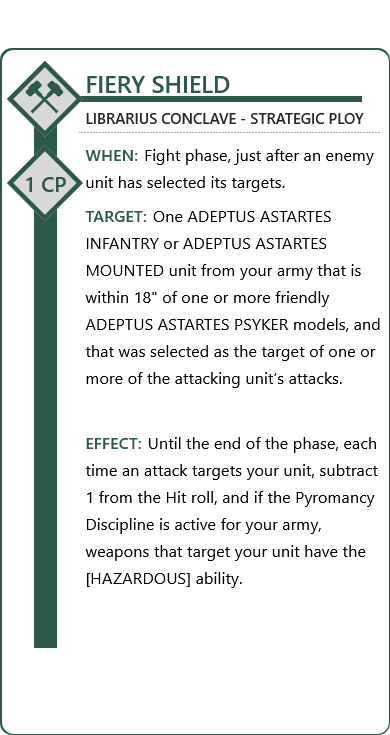 FIERY SHIELD
LIBRARIUS CONCLAVE - STRATEGIC PLOY
WHEN: Fight phase, just after an enemy
1 CP
unit has selected its targets.
TARGET: One ADEPTUS ASTARTES
INFANTRY or ADEPTUS ASTARTES
MOUNTED unit from your army that is
within 18" of one or more friendly
ADEPTUS ASTARTES PSYKER models, and
that was selected as the target of one or
more of the attacking unit’s attacks.
EFFECT: Until the end of the phase, each
time an attack targets your unit, subtract
1 from the Hit roll, and if the Pyromancy
Discipline is active for your army,
weapons that target your unit have the
[HAZARDOUS] ability.